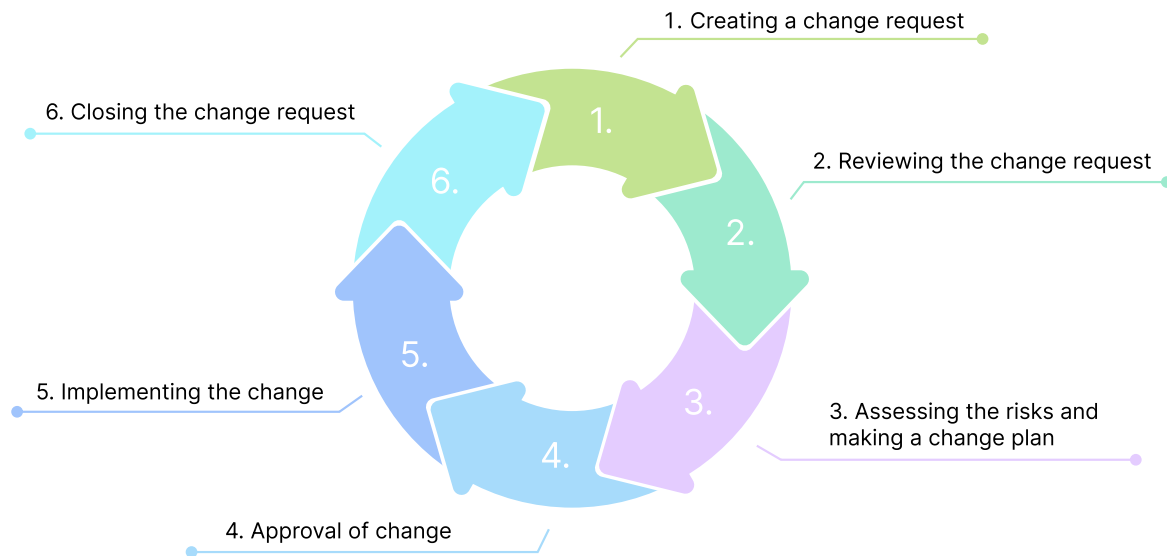 1. Creating a change request
6. Closing the change request
1.
2. Reviewing the change request
6.
2.
5.
5. Implementing the change
3.
3. Assessing the risks and
making a change plan
4.
4. Approval of change